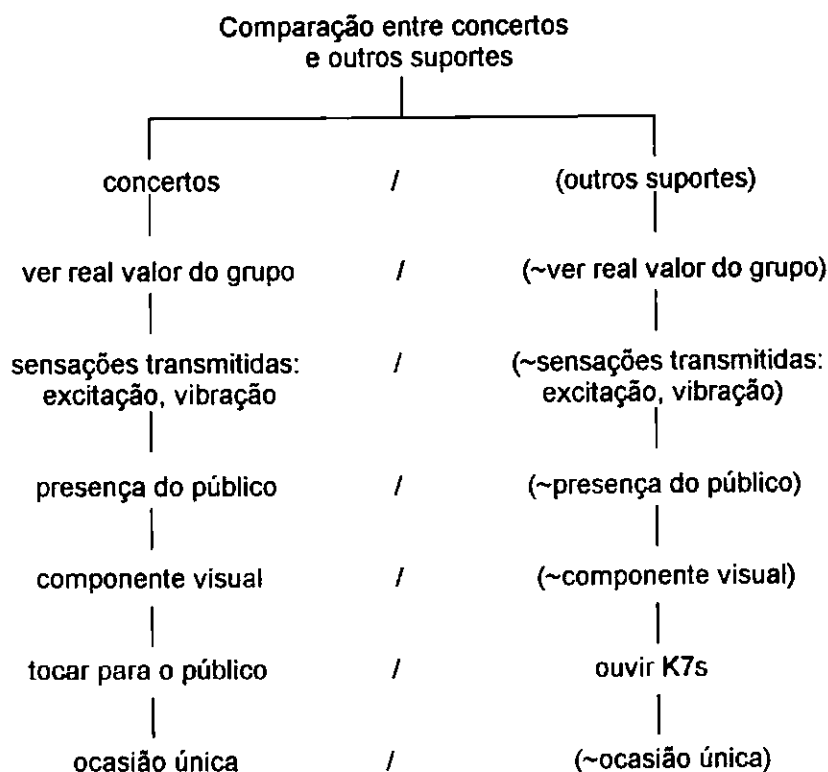 Comparação entre concertos
e outros suportes
concertos / (outros suportes)
ver real valor do grupo / (~ver real valor do grupo)
sensações transmitidas: / (~sensações transmitidas:
excitação, vibração excitação, vibração)
presença do público / (~presença do público)
componente visual / (~componente visual)
tocar para o público / ouvir K7s
ocasião única / (~ocasião única)